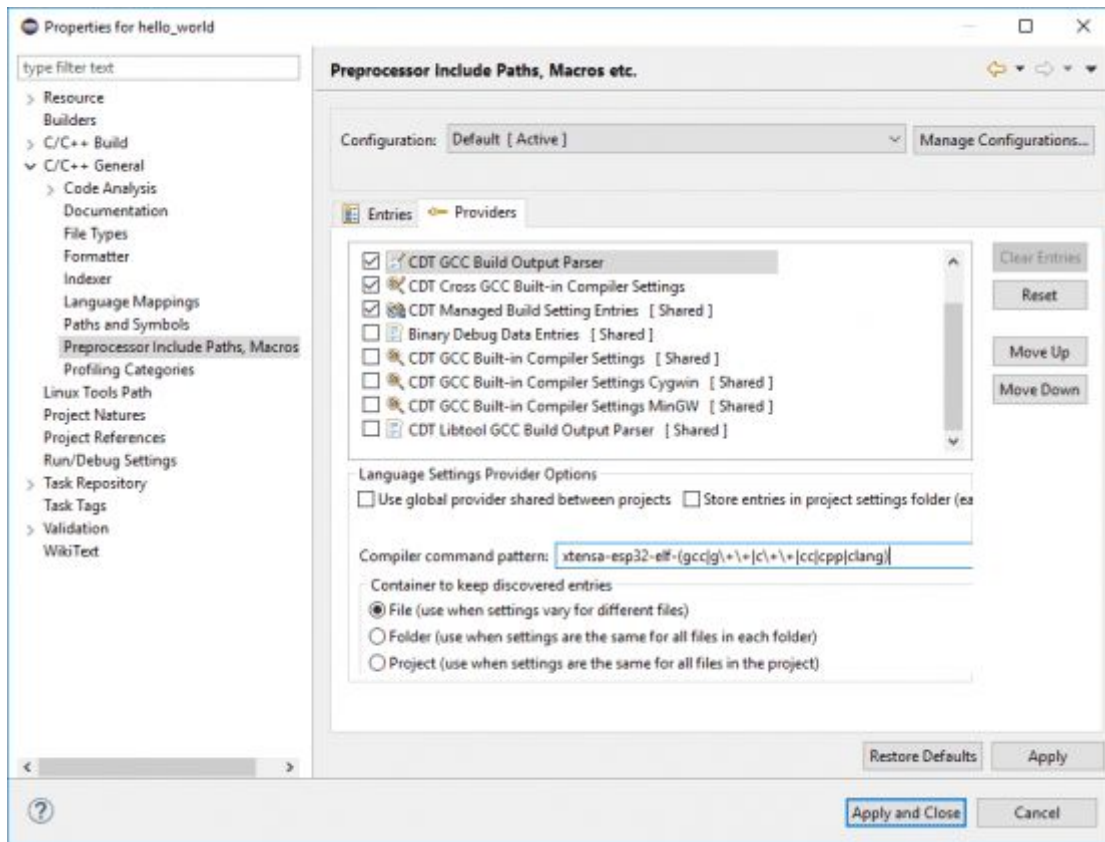 Properties for hello_world
type filter text
Resource
Builders
C/C++ Build
C/C++ General
Code Analysis
Documentation
File Types
Formatter
Indexer
Language Mappings
Paths and Symbols
Preprocessor Include Paths, Macros
Profiling Categories
Linux Tools Path
Project Natures
Project References
Run/Debug Settings
Task Repository
Task Tags
Validation
WikiText
Preprocessor Include Paths, Macros etc.
Configuration: Default [ Active ]
Manage Configurations...
Entries Providers
CDT GCC Build Output Parser
CDT Cross GCC Built-in Compiler Settings
CDT Managed Build Setting Entries [ Shared ]
Binary Debug Data Entries [ Shared ]
CDT GCC Built-in Compiler Settings [ Shared ]
CDT GCC Built-in Compiler Settings Cygwin [ Shared ]
CDT GCC Built-in Compiler Settings MinGW [ Shared ]
CDT Libtool GCC Build Output Parser [ Shared ]
Clear Entries
Reset
Move Up
Move Down
Language Settings Provider Options
Use global provider shared between projects Store entries in project settings folder (ea
Compiler command pattern: xtensa-esp32-elf-(gcc|g\+\+|c\+\+|cc|cpp|clang)
Container to keep discovered entries
File (use when settings vary for different files)
Folder (use when settings are the same for all files in each folder)
Project (use when settings are the same for all files in the project)
Restore Defaults Apply
? Apply and Close Cancel